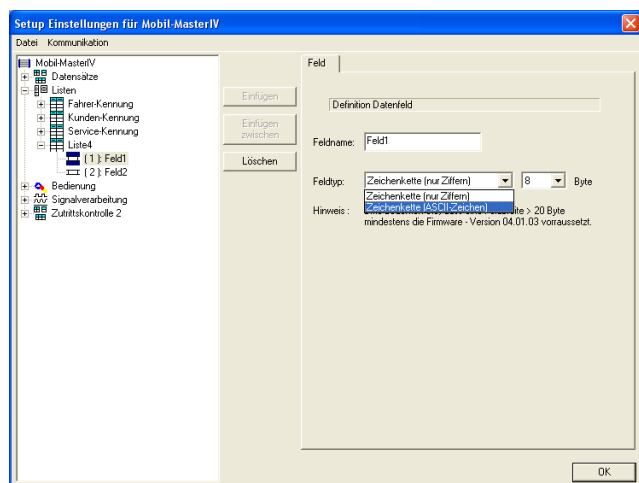 Setup Einstellungen für Mobil-MasterIV
Datei Kommunikation
Mobil-MasterIV
Datensätze
Listen
Fahrer-Kennung
Kunden-Kennung
Service-Kennung
Liste4
( 1 ): Feld1
( 2 ): Feld2
Bedienung
Signalverarbeitung
Zutrittskontrolle 2
Einfügen
Einfügen
zwischen
Löschen
Feld
Definition Datenfeld
Feldname: Feld1
Feldtyp: Zeichenkette (nur Ziffern) 8 Byte
Zeichenkette (nur Ziffern)
Zeichenkette (ASCII-Zeichen)
Hinweis : > 20 Byte
mindestens die Firmware - Version 04.01.03 vorraussetzt.
OK